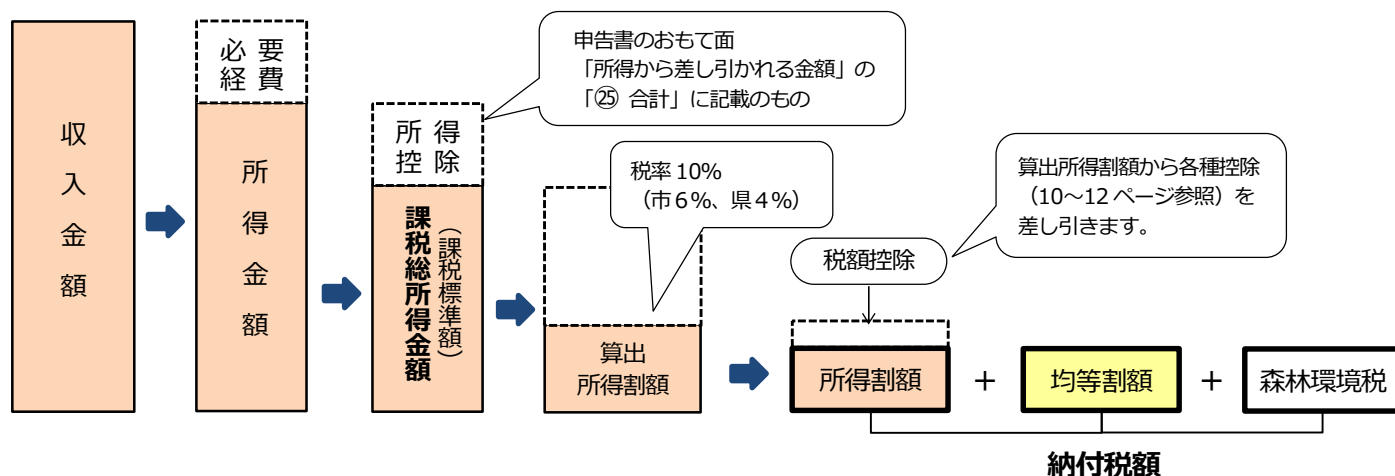 収入金額
必要
経費
所得金額
申告書のおもて面
「所得から差し引かれる金額」の
「㉕ 合計」に記載のもの
所得
控除
課税総所得金額
（課税標準額）
税率 10%
（市６%、県４%）
算出
所得割額
算出所得割額から各種控除
（10～12 ページ参照）を
差し引きます。
税額控除
所得割額
+
均等割額
+
森林環境税
納付税額